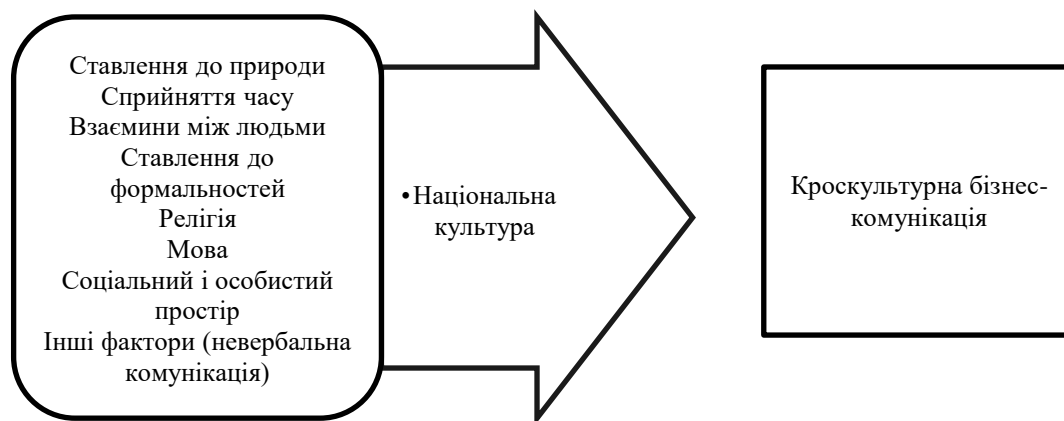 Ставлення до природи
Сприйняття часу
Взаємини між людьми
Ставлення до
формальностей
Релігія
Мова
Соціальний і особистий
простір
Інші фактори (невербальна
комунікація)
•Національна
культура
Кроскультурна бізнес-
комунікація